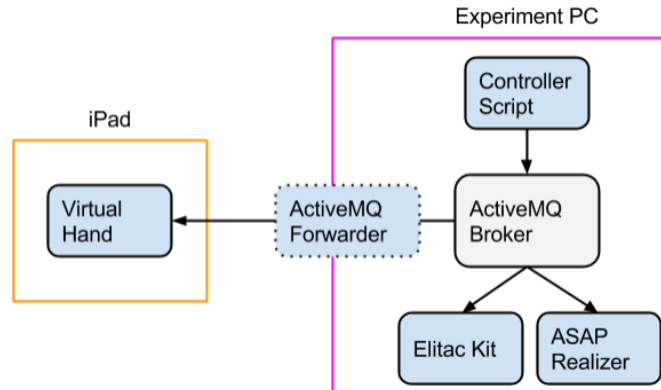 Experiment PC
Controller
Script
iPad
Virtual
Hand
ActiveMQ
Forwarder
ActiveMQ
Broker
Elitac Kit
ASAP
Realizer